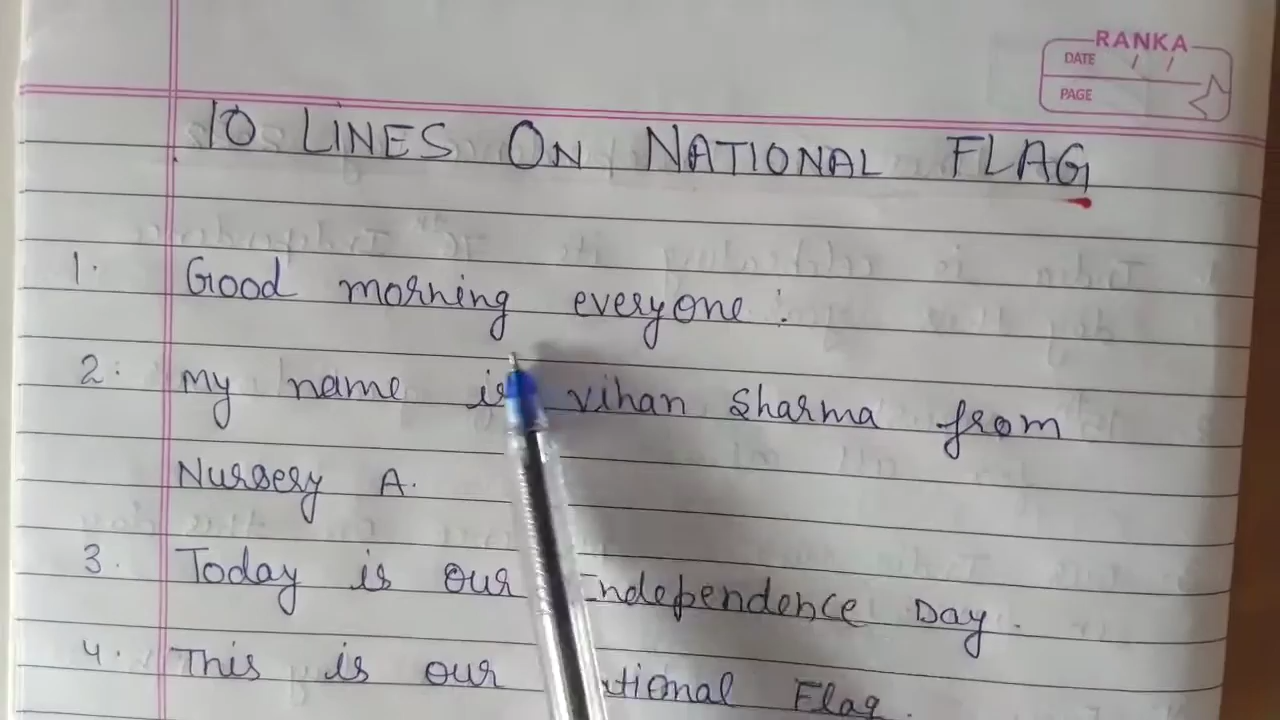 RANKA
DATE / /
PAGE
10 LINES ON NATIONAL FLAG
1. Good morning everyone!
2. My name is Vihan Sharma from
Nursery A.
3. Today is our Independence Day.
4. This is our National Flag.